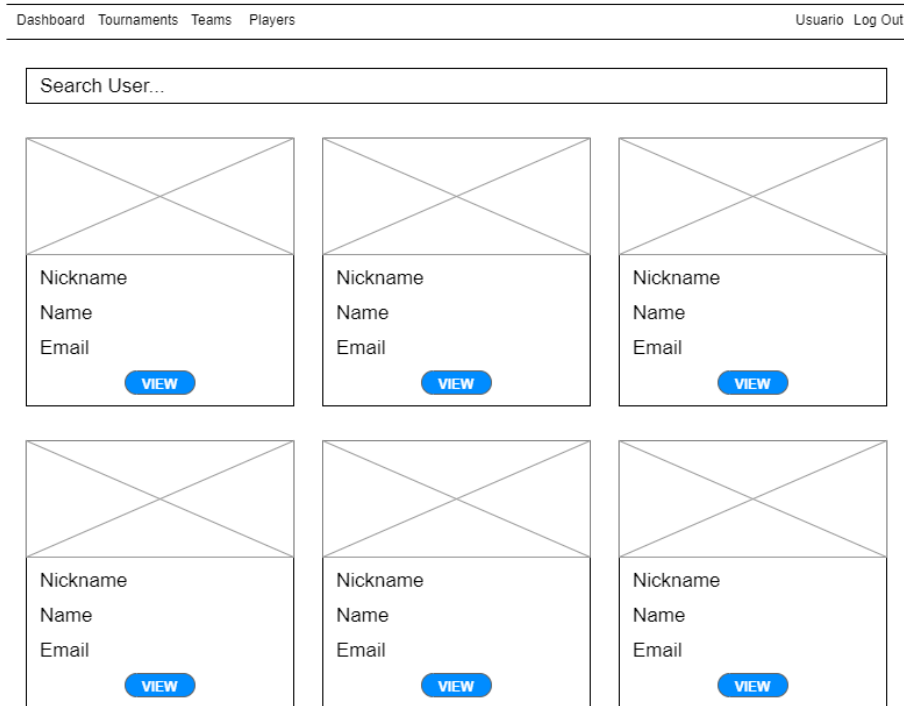 Dashboard Tournaments Teams Players Usuario Log Out
Search User...
Nickname Nickname Nickname
Name Name Name
Email Email Email
VIEW VIEW VIEW
Nickname Nickname Nickname
Name Name Name
Email Email Email
VIEW VIEW VIEW